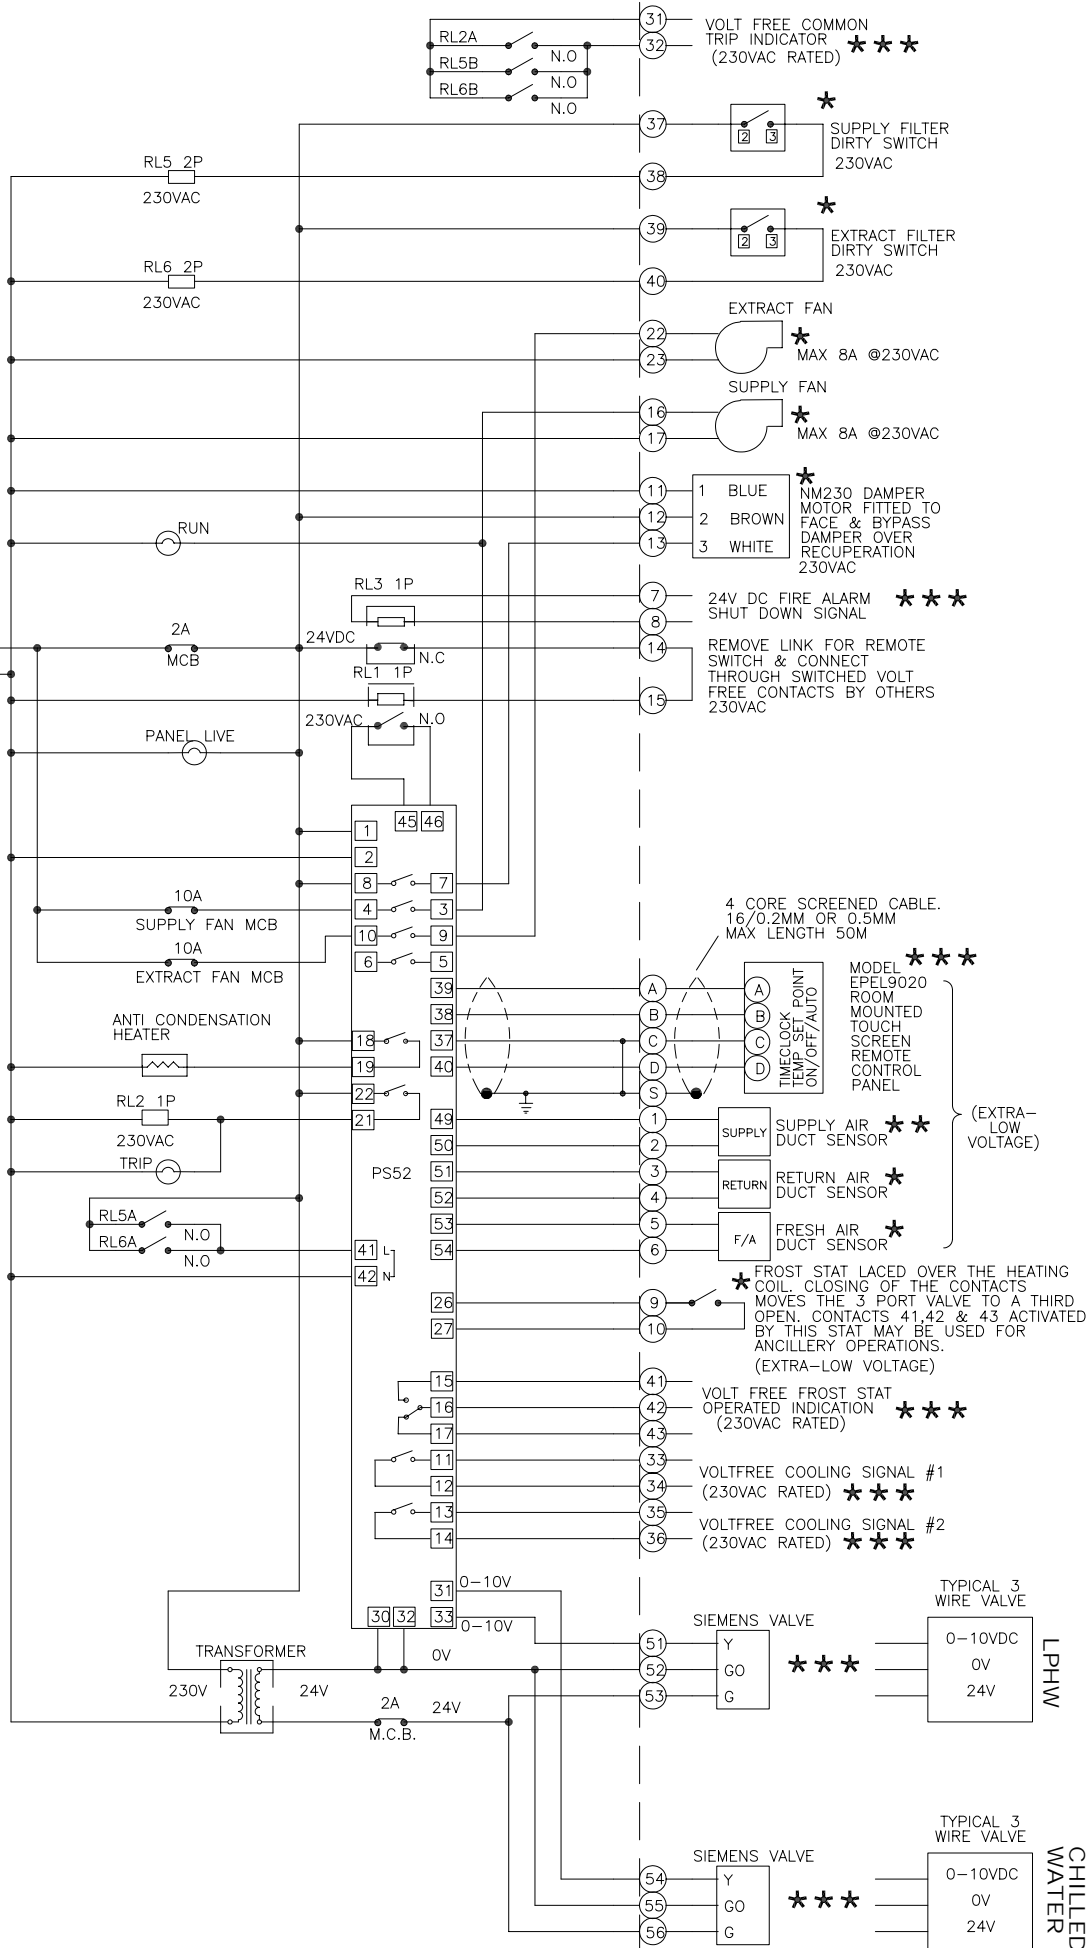 31
VOLT FREE COMMON
TRIP INDICATOR
(230VAC RATED)
RL2A
N.O
32
RL5B
N.O
RL6B
N.O
37
2 3
SUPPLY FILTER
DIRTY SWITCH
230VAC
RL5 2P
230VAC
38
39
2 3
EXTRACT FILTER
DIRTY SWITCH
230VAC
RL6 2P
230VAC
40
EXTRACT FAN
22
23
MAX 8A @230VAC
SUPPLY FAN
16
17
MAX 8A @230VAC
11
12
13
1 BLUE
2 BROWN
3 WHITE
NM230 DAMPER
MOTOR FITTED TO
FACE & BYPASS
DAMPER OVER
RECUPERATION
230VAC
RUN
RL3 1P
7
8
24V DC FIRE ALARM
SHUT DOWN SIGNAL
2A
MCB
24VDC
N.C
14
15
REMOVE LINK FOR REMOTE
SWITCH & CONNECT
THROUGH SWITCHED VOLT
FREE CONTACTS BY OTHERS
230VAC
RL1 1P
230VAC
N.O
PANEL LIVE
45 46
1
2
8 7
4 3
10 9
6 5
10A
SUPPLY FAN MCB
10A
EXTRACT FAN MCB
4 CORE SCREENED CABLE.
16/0.2MM OR 0.5MM
MAX LENGTH 50M
39
38
37
40
A
B
C
D
S
A
B
C
D
TIMECLOCK
TEMP SET POINT
ON/OFF/AUTO
MODEL
EPEL9020
ROOM
MOUNTED
TOUCH
SCREEN
REMOTE
CONTROL
PANEL
(EXTRA-
LOW
VOLTAGE)
ANTI CONDENSATION
HEATER
18
19
22
21
RL2 1P
230VAC
TRIP
PS52
49
50
51
52
53
54
1
2
3
4
5
6
SUPPLY
SUPPLY AIR
DUCT SENSOR
RETURN
RETURN AIR
DUCT SENSOR
F/A
FRESH AIR
DUCT SENSOR
RL5A
N.O
RL6A
N.O
41 L
42 N
26
27
9
10
FROST STAT LACED OVER THE HEATING
COIL. CLOSING OF THE CONTACTS
MOVES THE 3 PORT VALVE TO A THIRD
OPEN. CONTACTS 41,42 & 43 ACTIVATED
BY THIS STAT MAY BE USED FOR
ANCILLERY OPERATIONS.
(EXTRA-LOW VOLTAGE)
15
16
17
41
42
43
VOLT FREE FROST STAT
OPERATED INDICATION
(230VAC RATED)
11
12
33
34
VOLTFREE COOLING SIGNAL #1
(230VAC RATED)
13
14
35
36
VOLTFREE COOLING SIGNAL #2
(230VAC RATED)
31
0-10V
30 32 33
0-10V
0V
TRANSFORMER
230V
24V
2A
M.C.B.
24V
SIEMENS VALVE
51
52
53
Y
GO
G
TYPICAL 3
WIRE VALVE
0-10VDC
0V
24V
LPHW
SIEMENS VALVE
54
55
56
Y
GO
G
TYPICAL 3
WIRE VALVE
0-10VDC
0V
24V
CHILLED
WATER